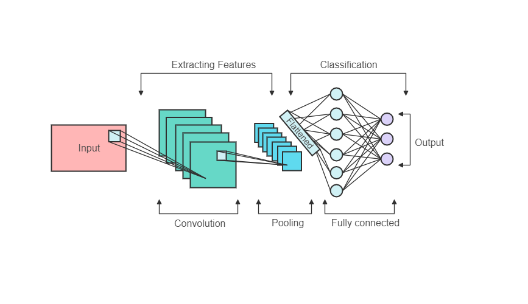 Extracting Features
Classification
Input
Flattened
Output
Convolution
Pooling
Fully connected